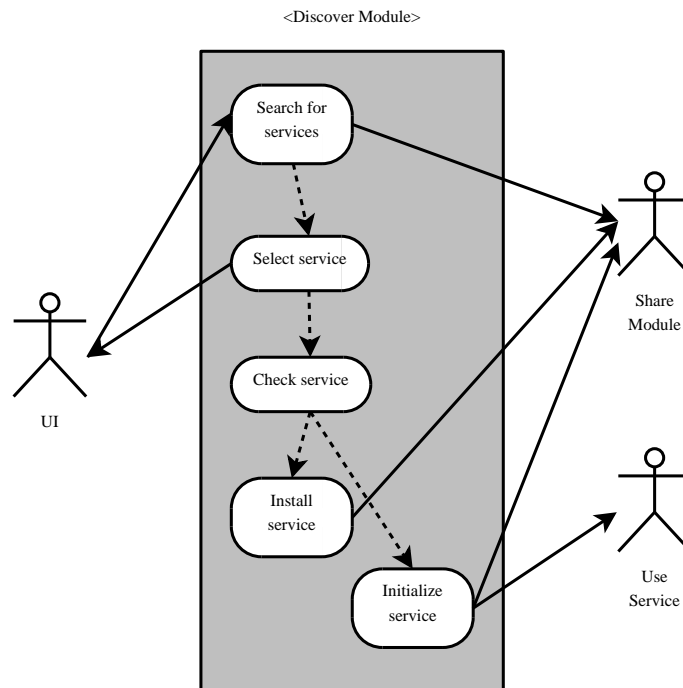 <Discover Module>
Search for
services
Select service
Share
Module
Check service
UI
Install
service
Use
Service
Initialize
service